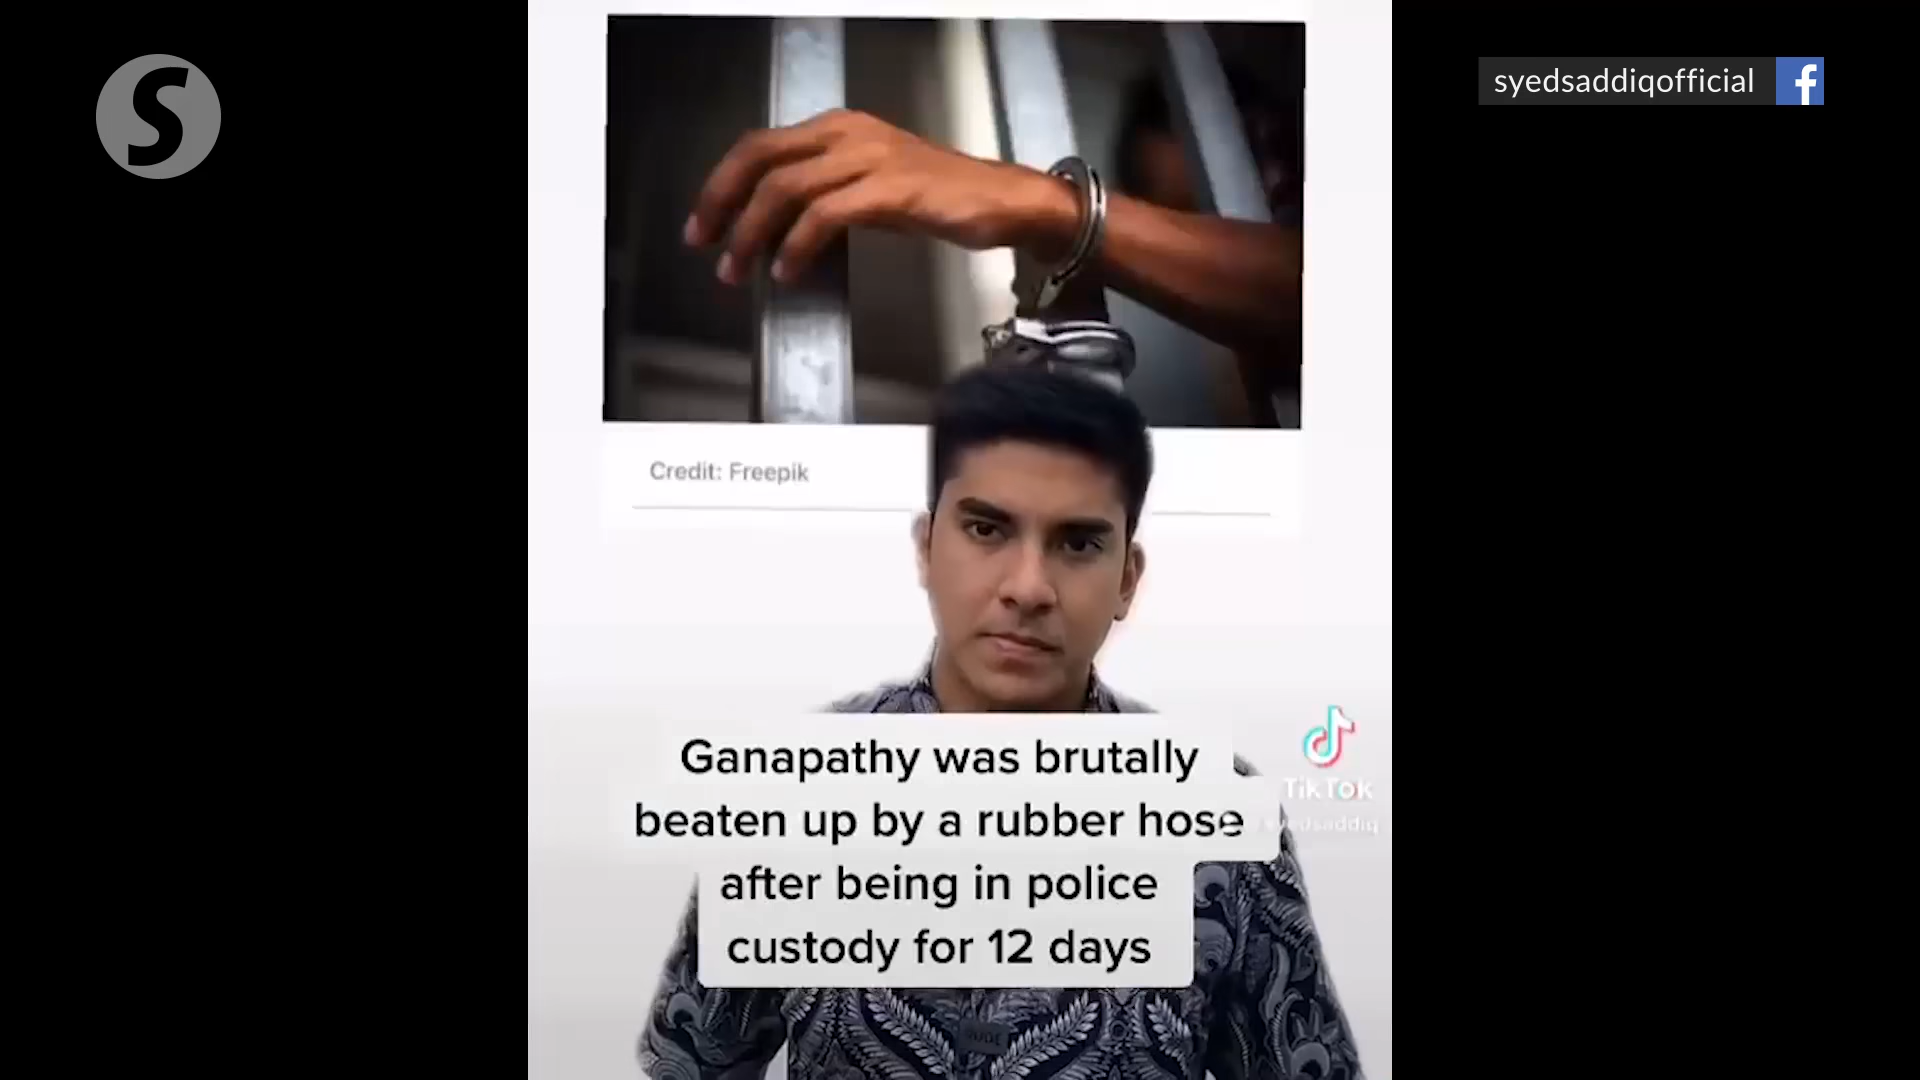 S
syedsaddiqofficial
Credit: Freepik
Ganapathy was brutally
beaten up by a rubber hose
after being in police
custody for 12 days
TikTok
syedsaddiq